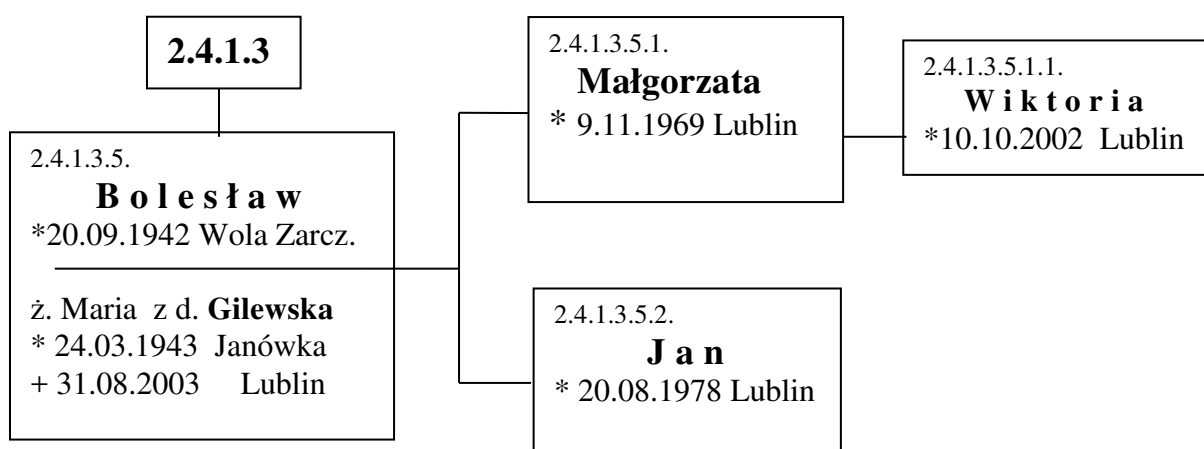 2.4.1.3
2.4.1.3.5.
B o l e s ł a w
*20.09.1942 Wola Zarcz.
ż. Maria z d. Gilewska
* 24.03.1943 Janówka
+ 31.08.2003 Lublin
2.4.1.3.5.1.
Małgorzata
* 9.11.1969 Lublin
2.4.1.3.5.1.1.
W i k t o r i a
*10.10.2002 Lublin
2.4.1.3.5.2.
J a n
* 20.08.1978 Lublin